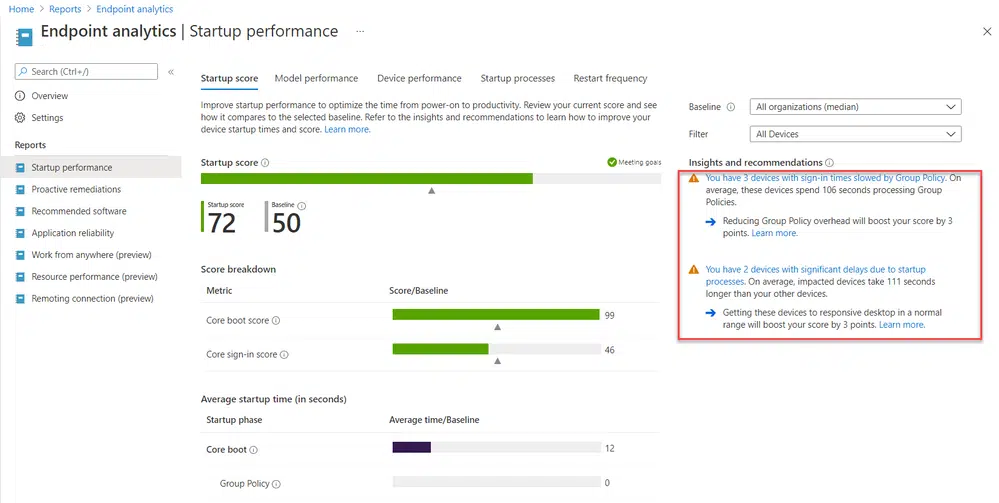 Home > Reports > Endpoint analytics
Endpoint analytics | Startup performance ...
Search (Ctrl+/)
«
Overview
Settings
Reports
Startup performance
Proactive remediations
Recommended software
Application reliability
Work from anywhere (preview)
Resource performance (preview)
Remoting connection (preview)
Startup score Model performance Device performance Startup processes Restart frequency
Improve startup performance to optimize the time from power-on to productivity. Review your current score and see
how it compares to the selected baseline. Refer to the insights and recommendations to learn how to improve your
device startup times and score. Learn more.
Startup score
Meeting goals
Startup score
72
Baseline
50
Score breakdown
Metric Score/Baseline
Core boot score 99
Core sign-in score 46
Average startup time (in seconds)
Startup phase Average time/Baseline
Core boot 12
Group Policy 0
Baseline All organizations (median)
Filter All Devices
Insights and recommendations
You have 3 devices with sign-in times slowed by Group Policy. On
average, these devices spend 106 seconds processing Group
Policies.
Reducing Group Policy overhead will boost your score by 3
points. Learn more.
You have 2 devices with significant delays due to startup
processes. On average, impacted devices take 111 seconds
longer than your other devices.
Getting these devices to responsive desktop in a normal
range will boost your score by 3 points. Learn more.